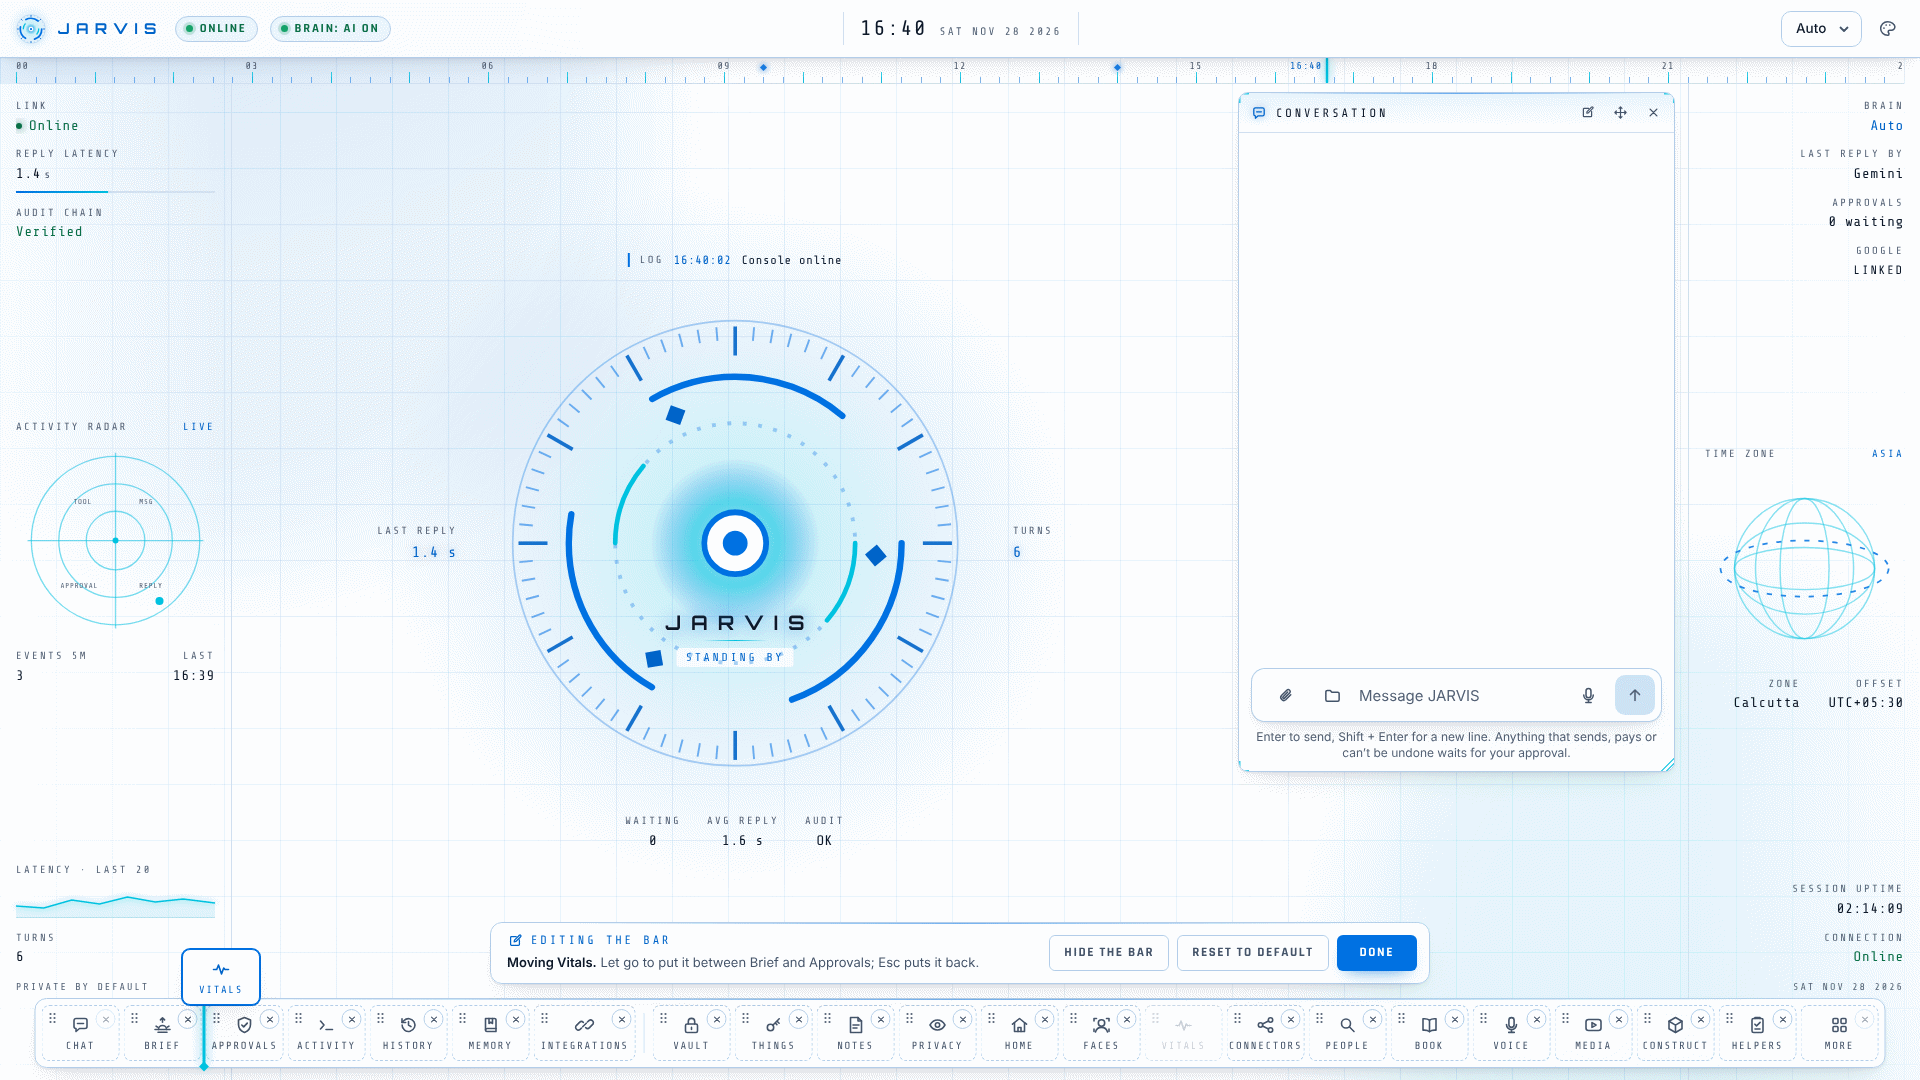 JARVIS
ONLINE
BRAIN: AI ON
16:40 SAT NOV 28 2026
Auto
00 03 06 09 12 15 16:40 18 21 2
LINK
Online
REPLY LATENCY
1.4 s
AUDIT CHAIN
Verified
LOG 16:40:02 Console online
CONVERSATION
BRAIN
Auto
LAST REPLY BY
Gemini
APPROVALS
0 waiting
GOOGLE
LINKED
ACTIVITY RADAR LIVE
TOOL MSG
APPROVAL REPLY
EVENTS 5M LAST
3 16:39
LAST REPLY
1.4 s
TURNS
6
JARVIS
STANDING BY
WAITING AVG REPLY AUDIT
0 1.6 s OK
Message JARVIS
Enter to send, Shift + Enter for a new line. Anything that sends, pays or
can't be undone waits for your approval.
TIME ZONE ASIA
ZONE OFFSET
Calcutta UTC+05:30
LATENCY · LAST 20
TURNS
6
PRIVATE BY DEFAULT
SESSION UPTIME
02:14:09
CONNECTION
Online
SAT NOV 28 2026
EDITING THE BAR
Moving Vitals. Let go to put it between Brief and Approvals; Esc puts it back.
HIDE THE BAR
RESET TO DEFAULT
DONE
VITALS
CHAT
BRIEF
APPROVALS
ACTIVITY
HISTORY
MEMORY
INTEGRATIONS
VAULT
THINGS
NOTES
PRIVACY
HOME
FACES
VITALS
CONNECTORS
PEOPLE
BOOK
VOICE
MEDIA
CONSTRUCT
HELPERS
MORE